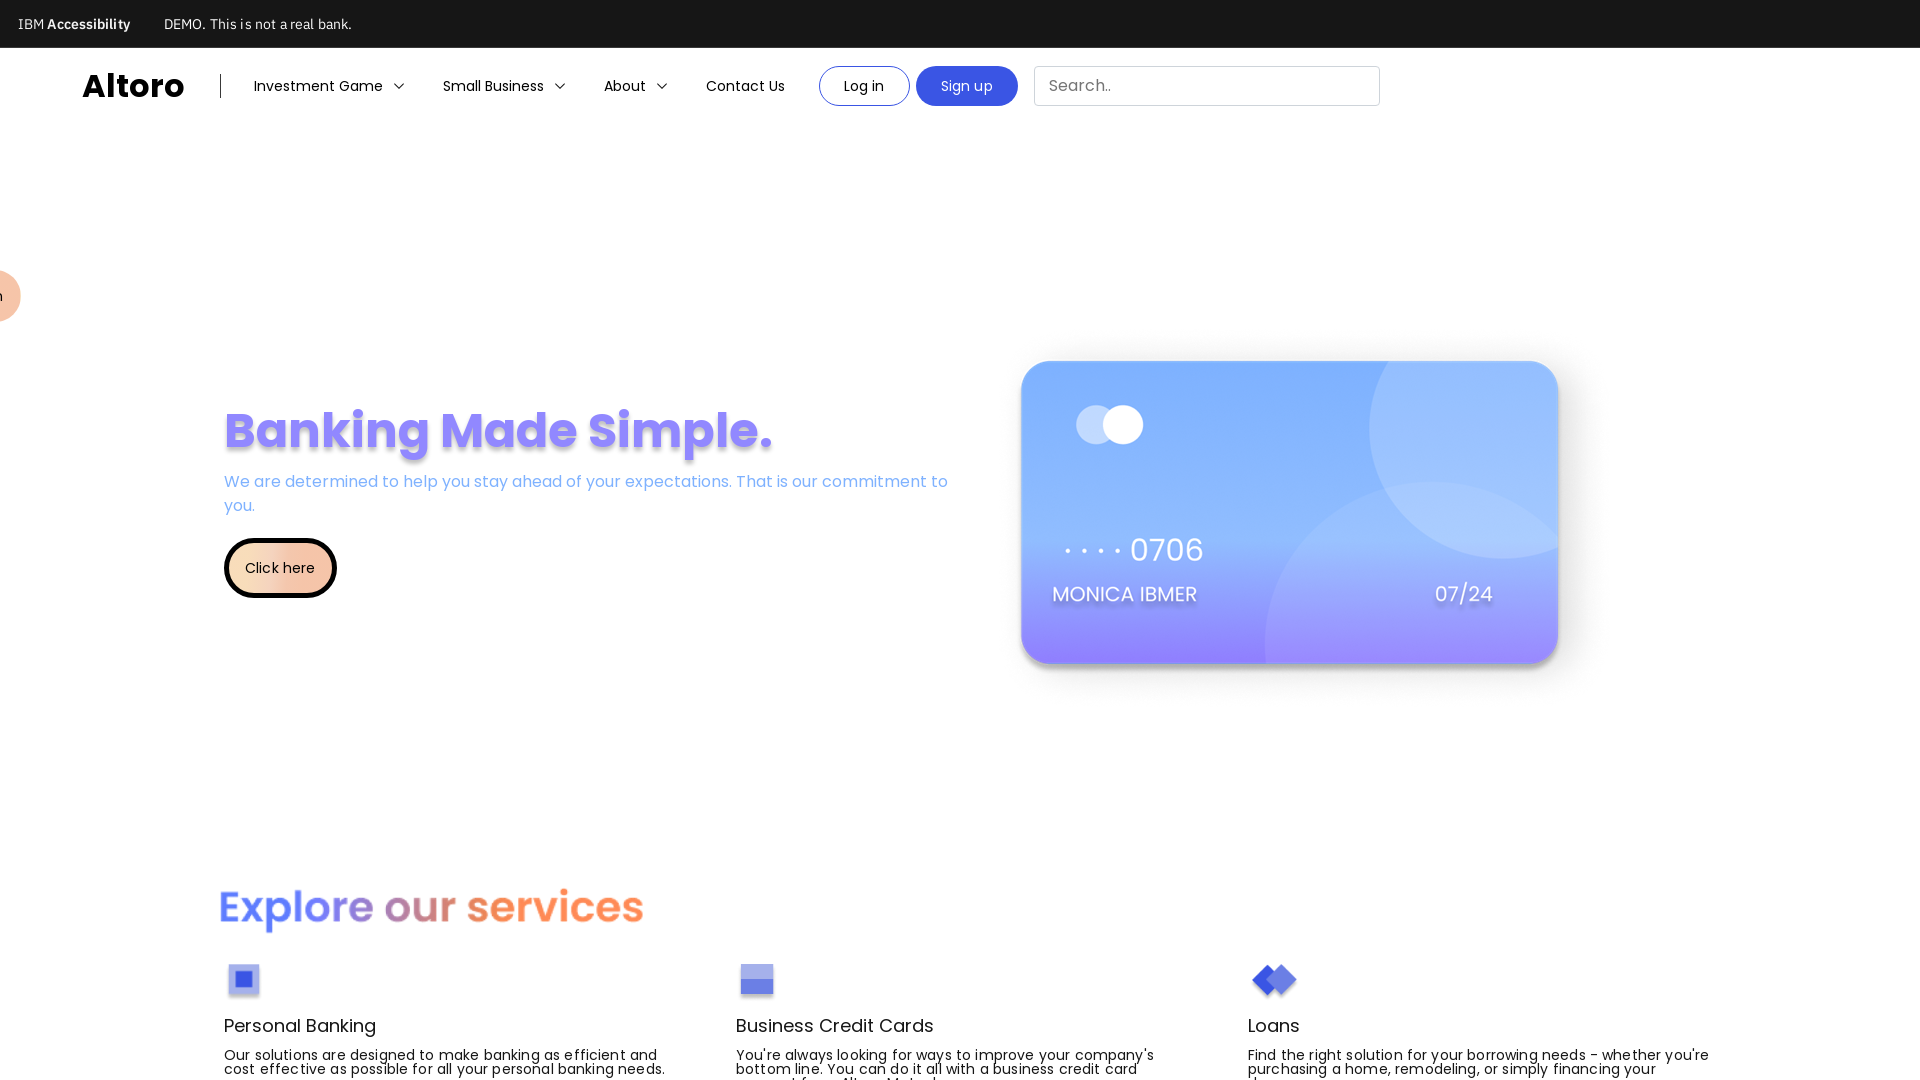 IBM Accessibility DEMO. This is not a real bank.
Altoro Investment Game Small Business About Contact Us Log in Sign up Search..
Banking Made Simple.
We are determined to help you stay ahead of your expectations. That is our commitment to
you.
Click here
0706
MONICA IBMER 07/24
Explore our services
Personal Banking
Our solutions are designed to make banking as efficient and
cost effective as possible for all your personal banking needs.
Business Credit Cards
You're always looking for ways to improve your company's
bottom line. You can do it all with a business credit card
Loans
Find the right solution for your borrowing needs - whether you're
purchasing a home, remodeling, or simply financing your